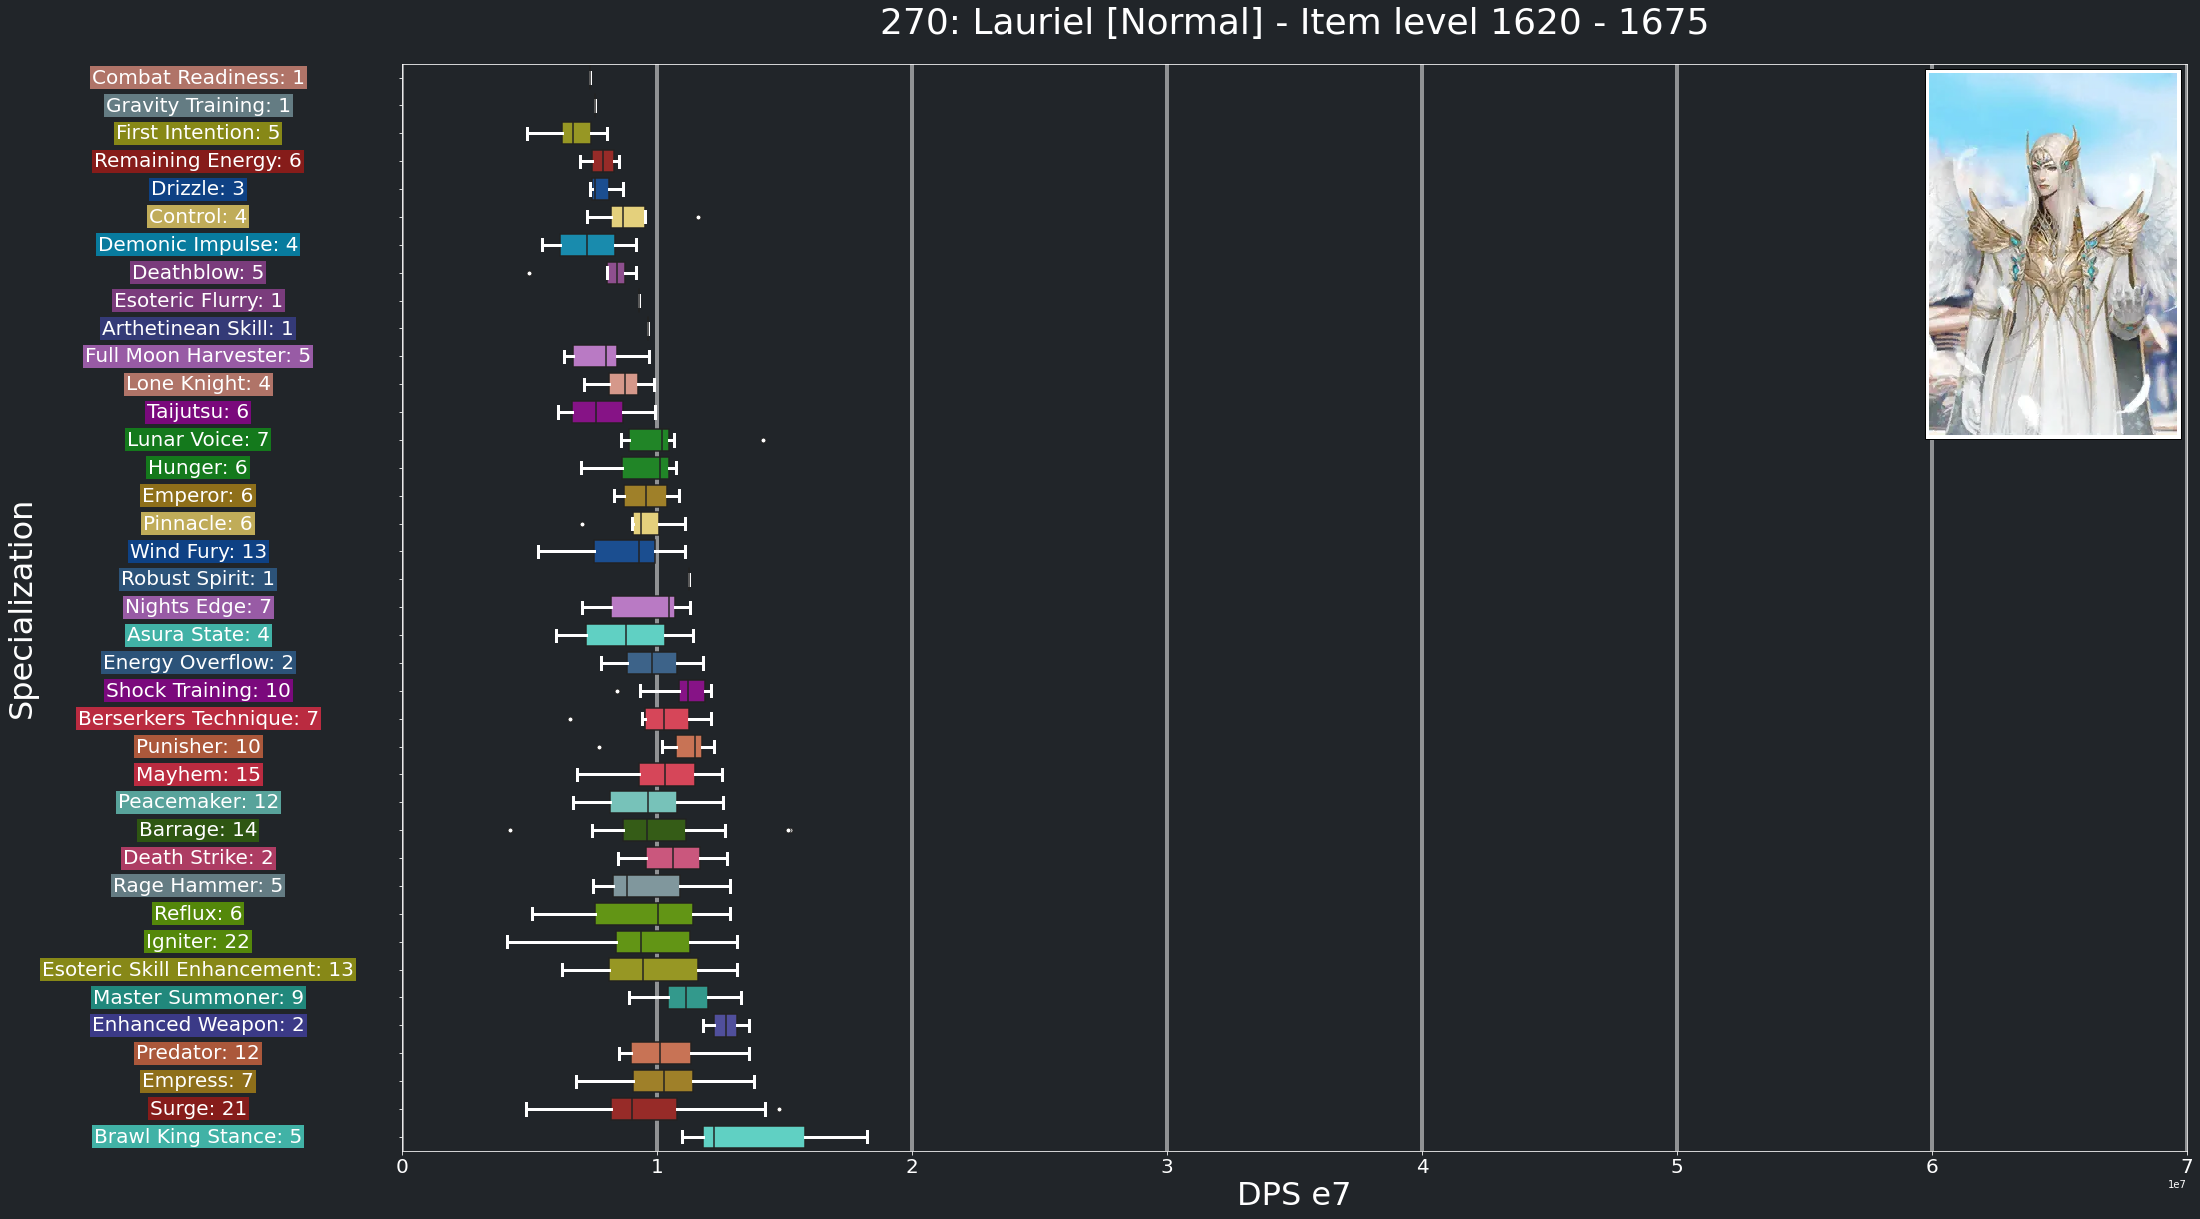 270: Lauriel [Normal] - Item level 1620 - 1675
Specialization
Combat Readiness: 1
Gravity Training: 1
First Intention: 5
Remaining Energy: 6
Drizzle: 3
Control: 4
Demonic Impulse: 4
Deathblow: 5
Esoteric Flurry: 1
Arthetinean Skill: 1
Full Moon Harvester: 5
Lone Knight: 4
Taijutsu: 6
Lunar Voice: 7
Hunger: 6
Emperor: 6
Pinnacle: 6
Wind Fury: 13
Robust Spirit: 1
Nights Edge: 7
Asura State: 4
Energy Overflow: 2
Shock Training: 10
Berserkers Technique: 7
Punisher: 10
Mayhem: 15
Peacemaker: 12
Barrage: 14
Death Strike: 2
Rage Hammer: 5
Reflux: 6
Igniter: 22
Esoteric Skill Enhancement: 13
Master Summoner: 9
Enhanced Weapon: 2
Predator: 12
Empress: 7
Surge: 21
Brawl King Stance: 5
0 1 2 3 4 5 6 7
1e7
DPS e7